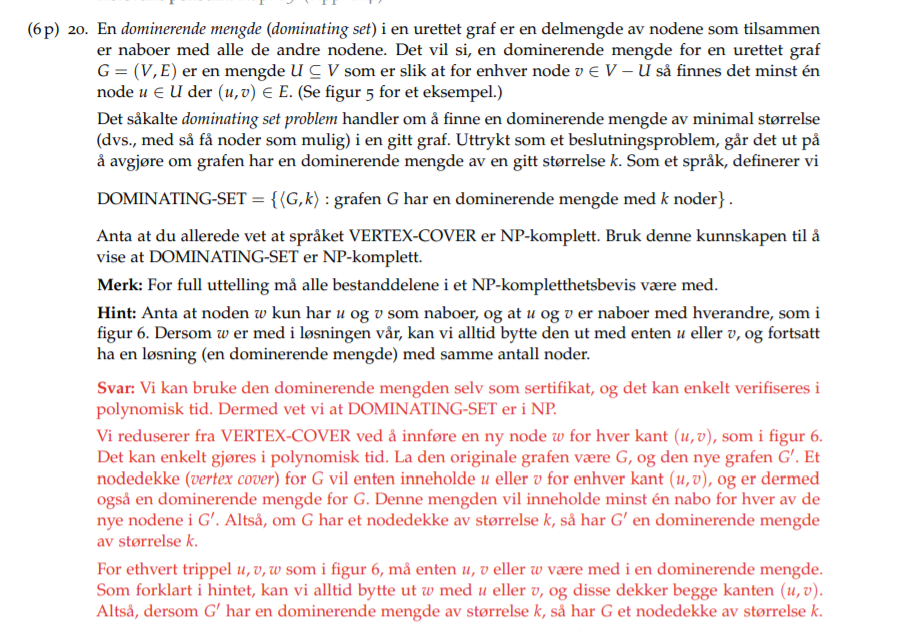 (6 p) 20. En dominerende mengde (dominating set) i en urettet graf er en delmengde av nodene som tilsammen
er naboer med alle de andre nodene. Det vil si, en dominerende mengde for en urettet graf
G = (V, E) er en mengde U ⊆ V som er slik at for enhver node v ∈ V − U så finnes det minst én
node u ∈ U der (u, v) ∈ E. (Se figur 5 for et eksempel.)
Det såkalte dominating set problem handler om å finne en dominerende mengde av minimal størrelse
(dvs., med så få noder som mulig) i en gitt graf. Uttrykt som et beslutningsproblem, går det ut på
å avgjøre om grafen har en dominerende mengde av en gitt størrelse k. Som et språk, definerer vi
DOMINATING-SET = {⟨G, k⟩ : grafen G har en dominerende mengde med k noder} .
Anta at du allerede vet at språket VERTEX-COVER er NP-komplett. Bruk denne kunnskapen til å
vise at DOMINATING-SET er NP-komplett.
Merk: For full uttelling må alle bestanddelene i et NP-kompletthetsbevis være med.
Hint: Anta at noden w kun har u og v som naboer, og at u og v er naboer med hverandre, som i
figur 6. Dersom w er med i løsningen vår, kan vi alltid bytte den ut med enten u eller v, og fortsatt
ha en løsning (en dominerende mengde) med samme antall noder.
Svar: Vi kan bruke den dominerende mengden selv som sertifikat, og det kan enkelt verifiseres i
polynomisk tid. Dermed vet vi at DOMINATING-SET er i NP.
Vi reduserer fra VERTEX-COVER ved å innføre en ny node w for hver kant (u, v), som i figur 6.
Det kan enkelt gjøres i polynomisk tid. La den originale grafen være G, og den nye grafen G′. Et
nodedekke (vertex cover) for G vil enten inneholde u eller v for enhver kant (u, v), og er dermed
også en dominerende mengde for G. Denne mengden vil inneholde minst én nabo for hver av de
nye nodene i G′. Altså, om G har et nodedekke av størrelse k, så har G′ en dominerende mengde
av størrelse k.
For ethvert trippel u, v, w som i figur 6, må enten u, v eller w være med i en dominerende mengde.
Som forklart i hintet, kan vi alltid bytte ut w med u eller v, og disse dekker begge kanten (u, v).
Altså, dersom G′ har en dominerende mengde av størrelse k, så har G et nodedekke av størrelse k.